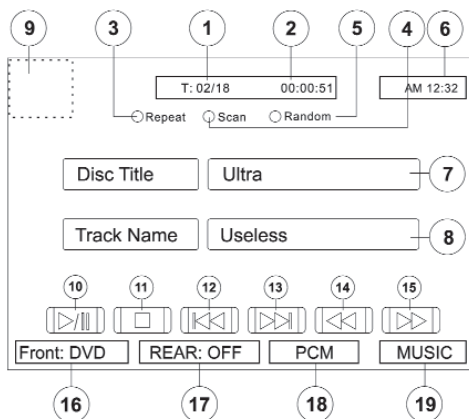 9 3 1 2 4 5 6
T: 02/18 00:00:51 AM 12:32
Repeat Scan Random
Disc Title Ultra 7
Track Name Useless 8
10 11 12 13 14 15
Front: DVD REAR: OFF PCM MUSIC
16 17 18 19